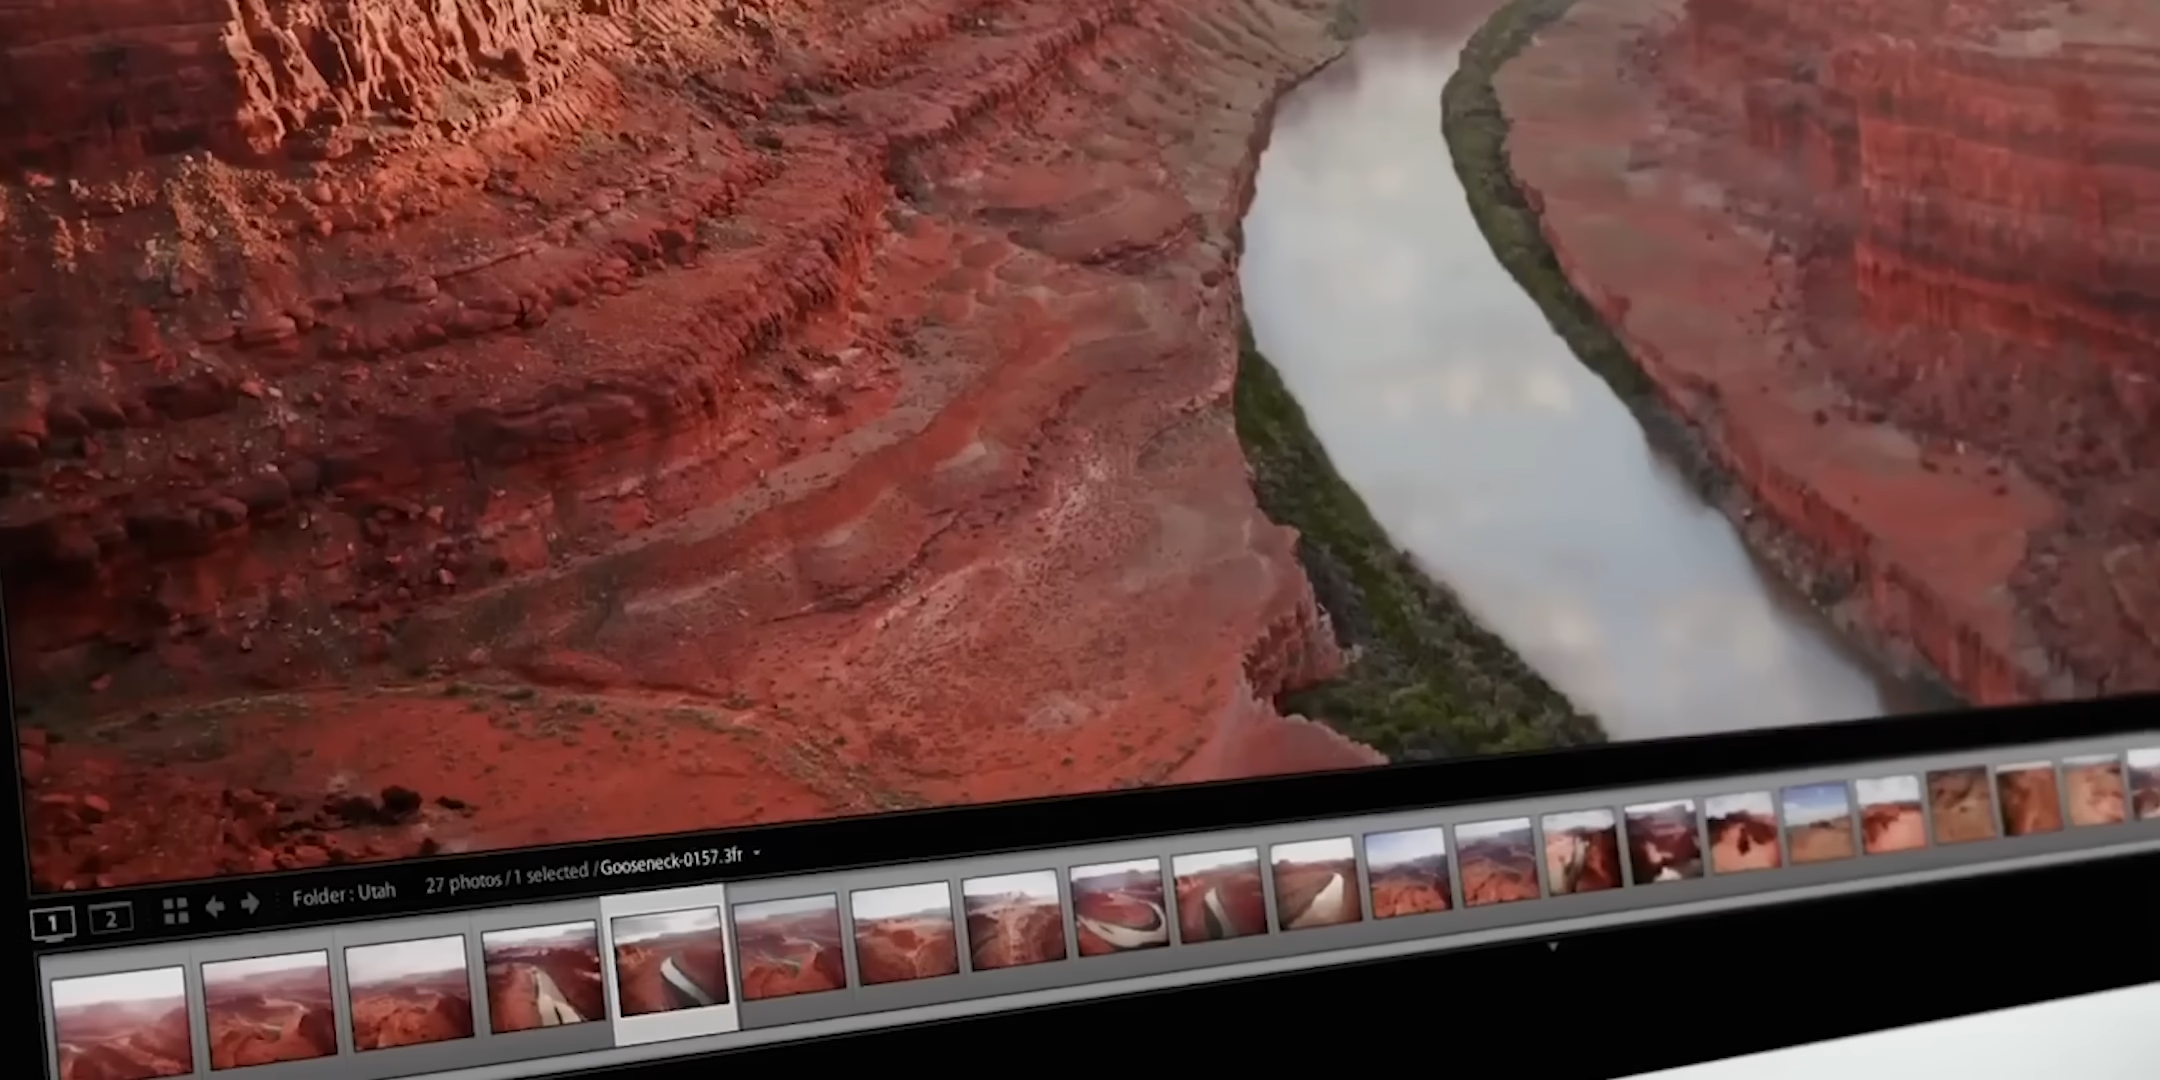 1 2 Folder : Utah 27 photos / 1 selected / Gooseneck-0157.3fr